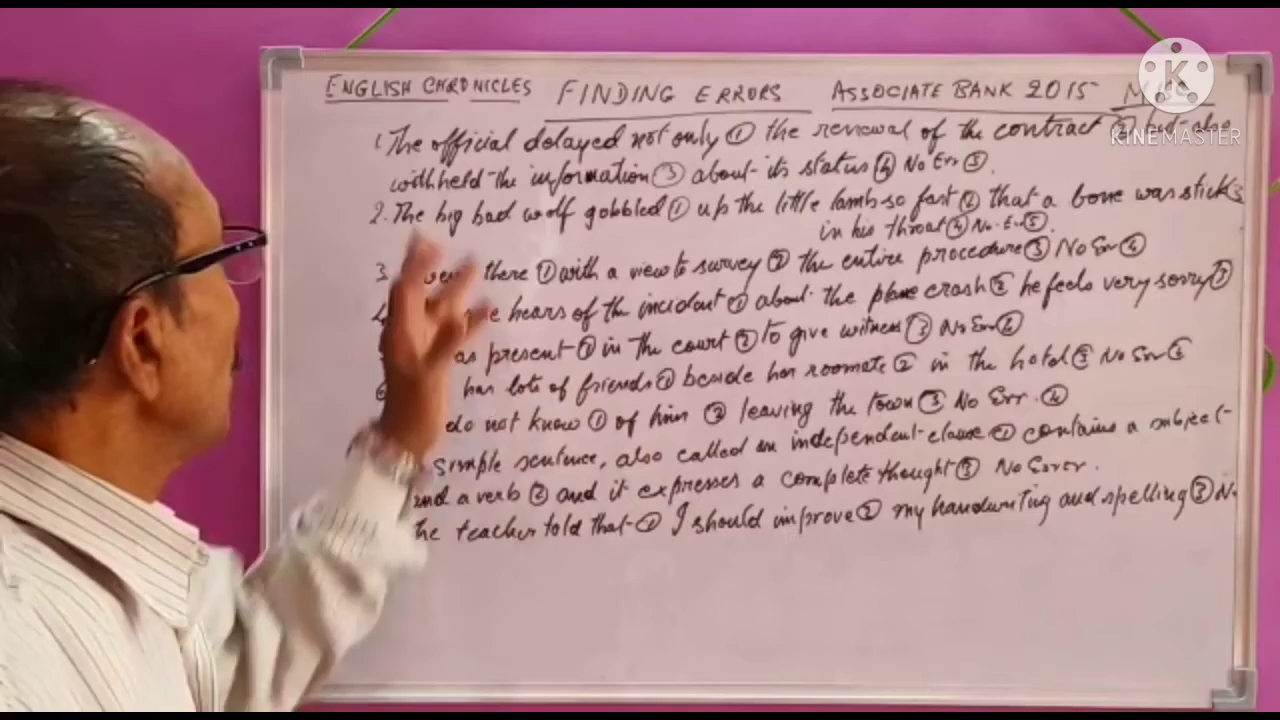 ENGLISH CHRONICLES FINDING ERRORS ASSOCIATE BANK 2015
KINEMASTER
1. The official delayed not only ① the renewal of the contract ② but also
withheld the information ③ about its status ④ No Err ⑤.
2. The big bad wolf gobbled ① up the little lamb so fast ② that a bone was stick ③
in his throat ④ No. Err ⑤.
3. there ① with a view to survey ② the entire procedure ③ No Err ④
4. hears of the incident ① about the plane crash ② he feels very sorry ③
as present ① in the court ② to give witness ③ No Err ④
has lots of friends ① beside her roomate ② in the hotel ③ No Err ④
do not know ① of him ② leaving the town ③ No Err. ④
simple sentence, also called an independent clause ① contains a subject
and a verb ② and it expresses a complete thought ③ No Error.
he teacher told that ① I should improve ② my handwriting and spelling ③ N